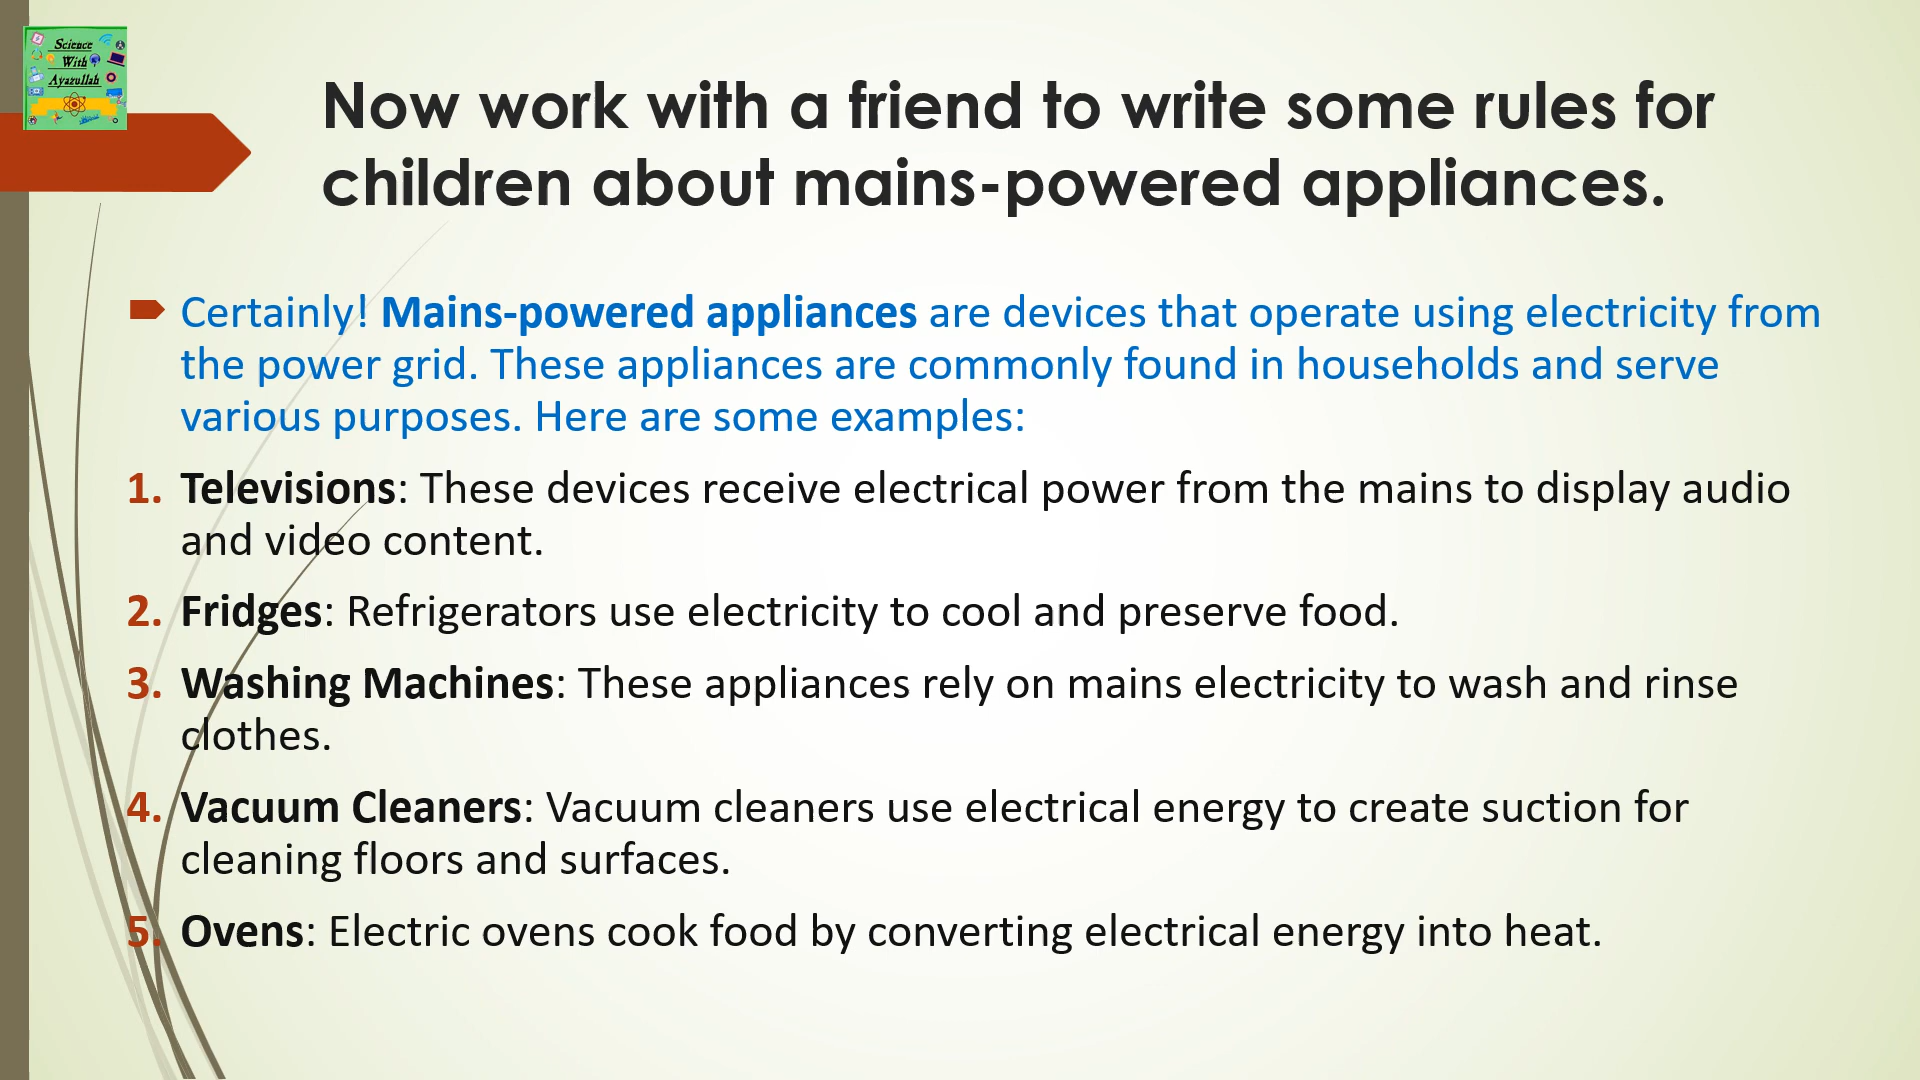 Science
With
Ayazullah
Now work with a friend to write some rules for
children about mains-powered appliances.
Certainly! Mains-powered appliances are devices that operate using electricity from
the power grid. These appliances are commonly found in households and serve
various purposes. Here are some examples:
1. Televisions: These devices receive electrical power from the mains to display audio
and video content.
2. Fridges: Refrigerators use electricity to cool and preserve food.
3. Washing Machines: These appliances rely on mains electricity to wash and rinse
clothes.
4. Vacuum Cleaners: Vacuum cleaners use electrical energy to create suction for
cleaning floors and surfaces.
5. Ovens: Electric ovens cook food by converting electrical energy into heat.